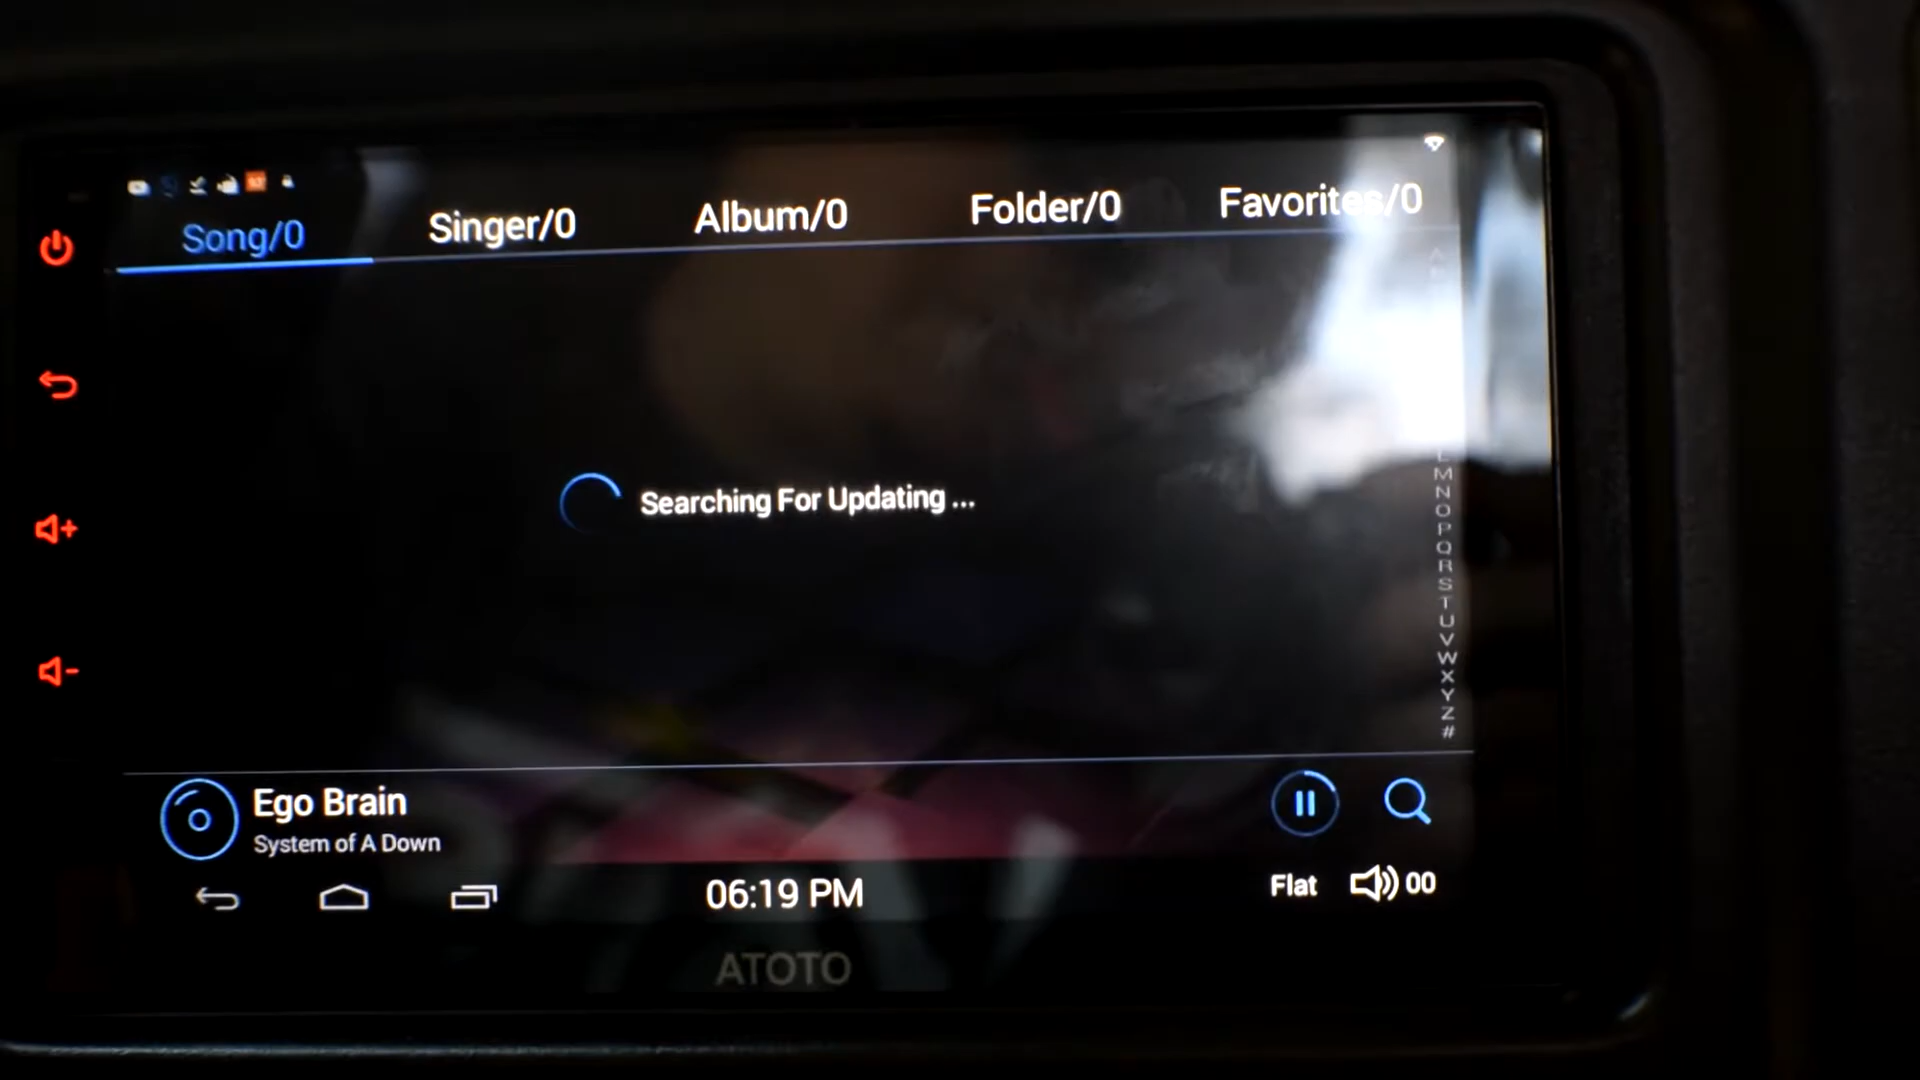 Song/0
Singer/0
Album/0
Folder/0
Favorites/0
Searching For Updating ...
M
N
O
P
Q
R
S
T
U
V
W
X
Y
Z
#
Ego Brain
System of A Down
06:19 PM
Flat
00
ATOTO